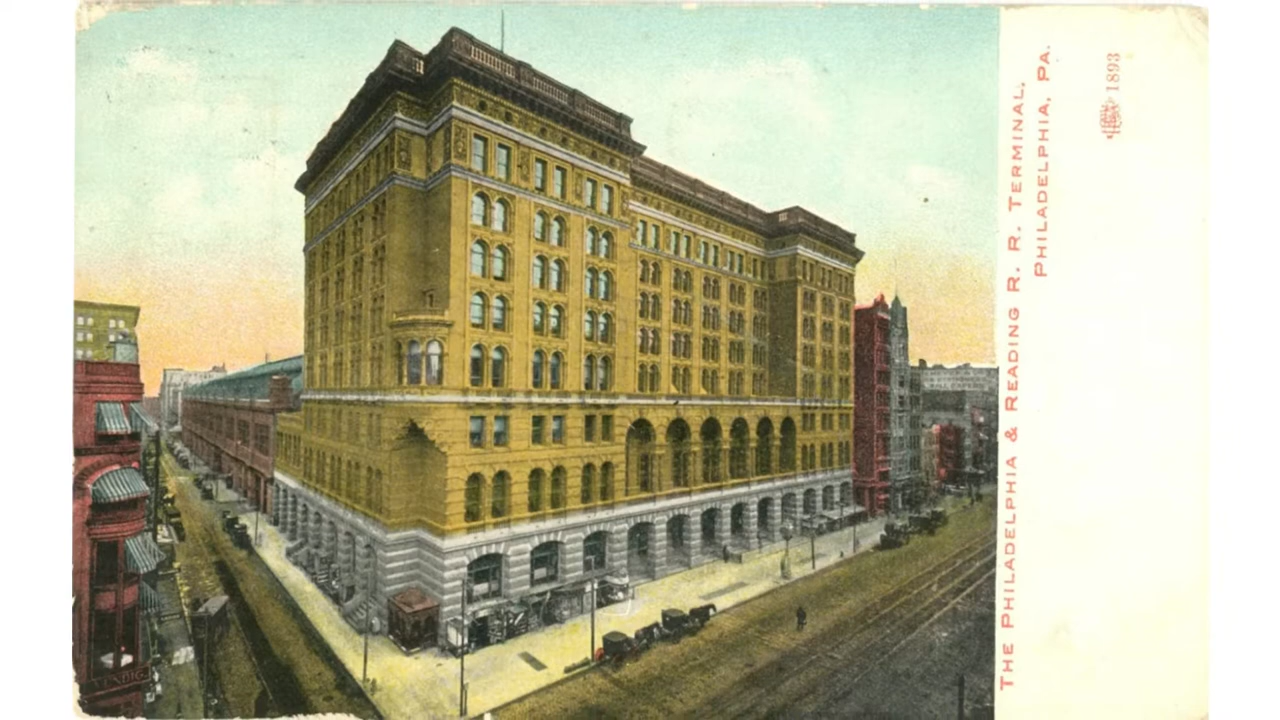 THE PHILADELPHIA & READING R. R. TERMINAL,
PHILADELPHIA, PA.
1893